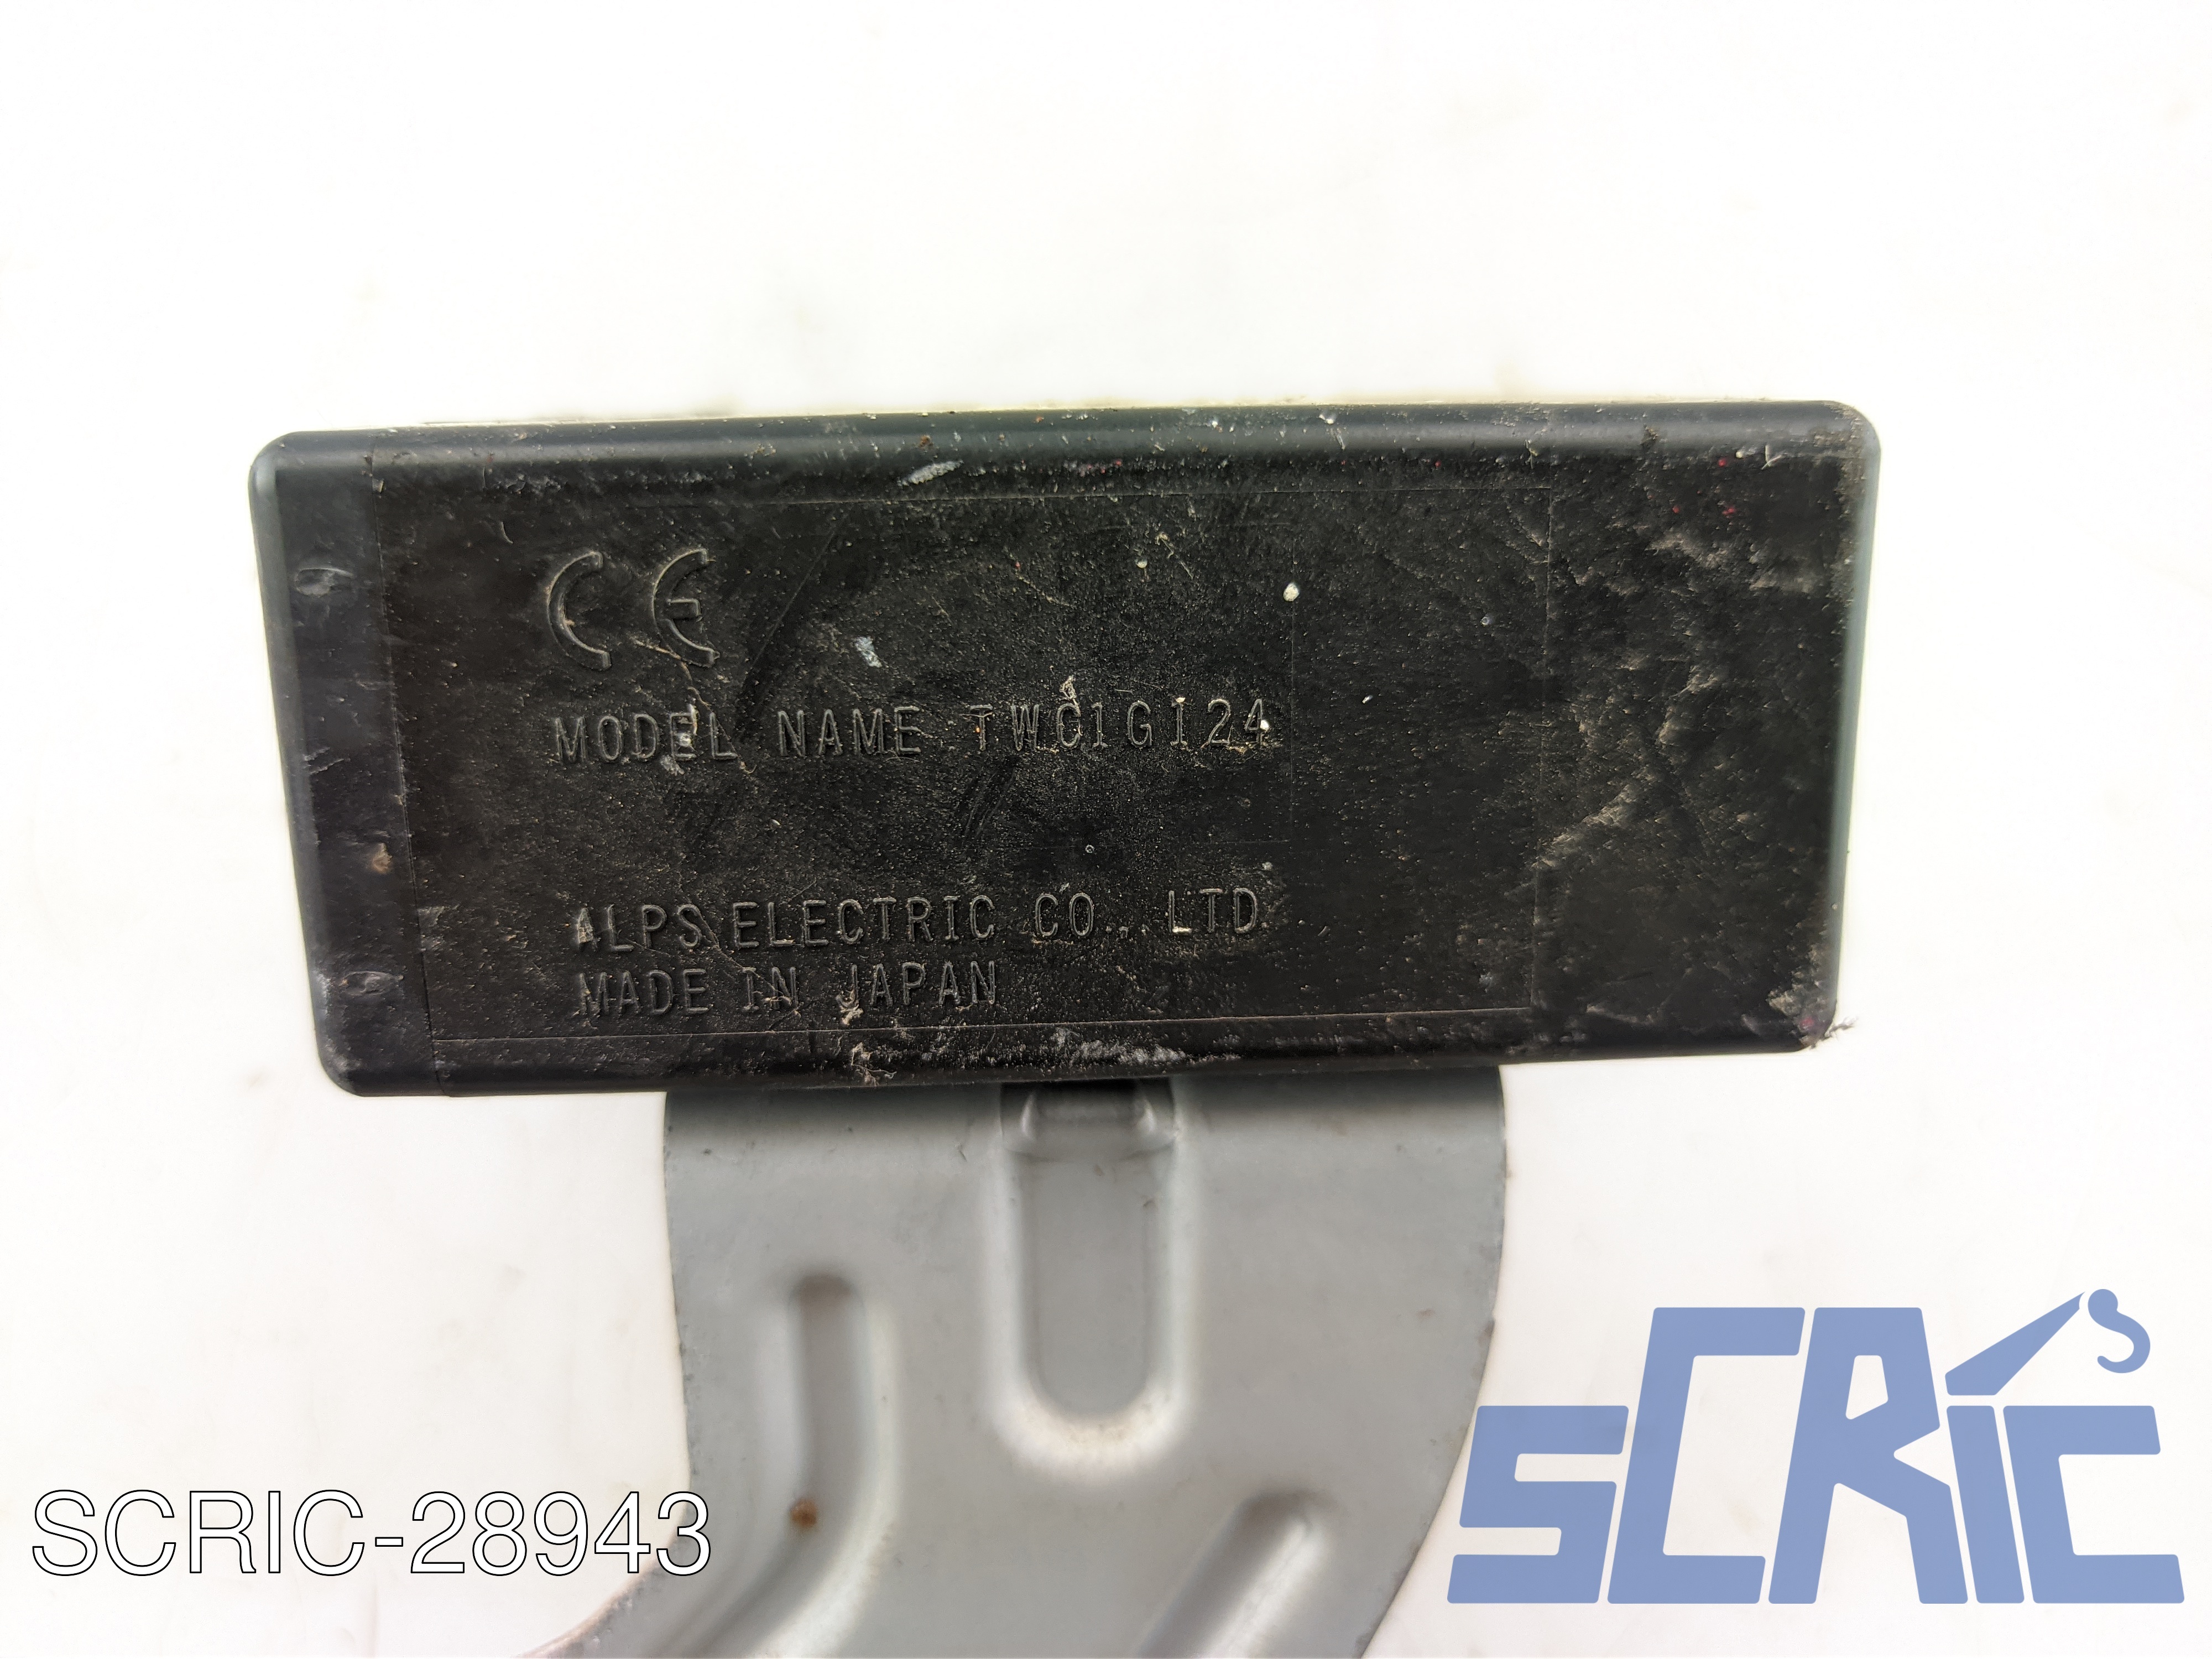 CE
MODEL NAME TWC1G124
ALPS ELECTRIC CO., LTD.
MADE IN JAPAN
SCRIC-28943
SCRIC